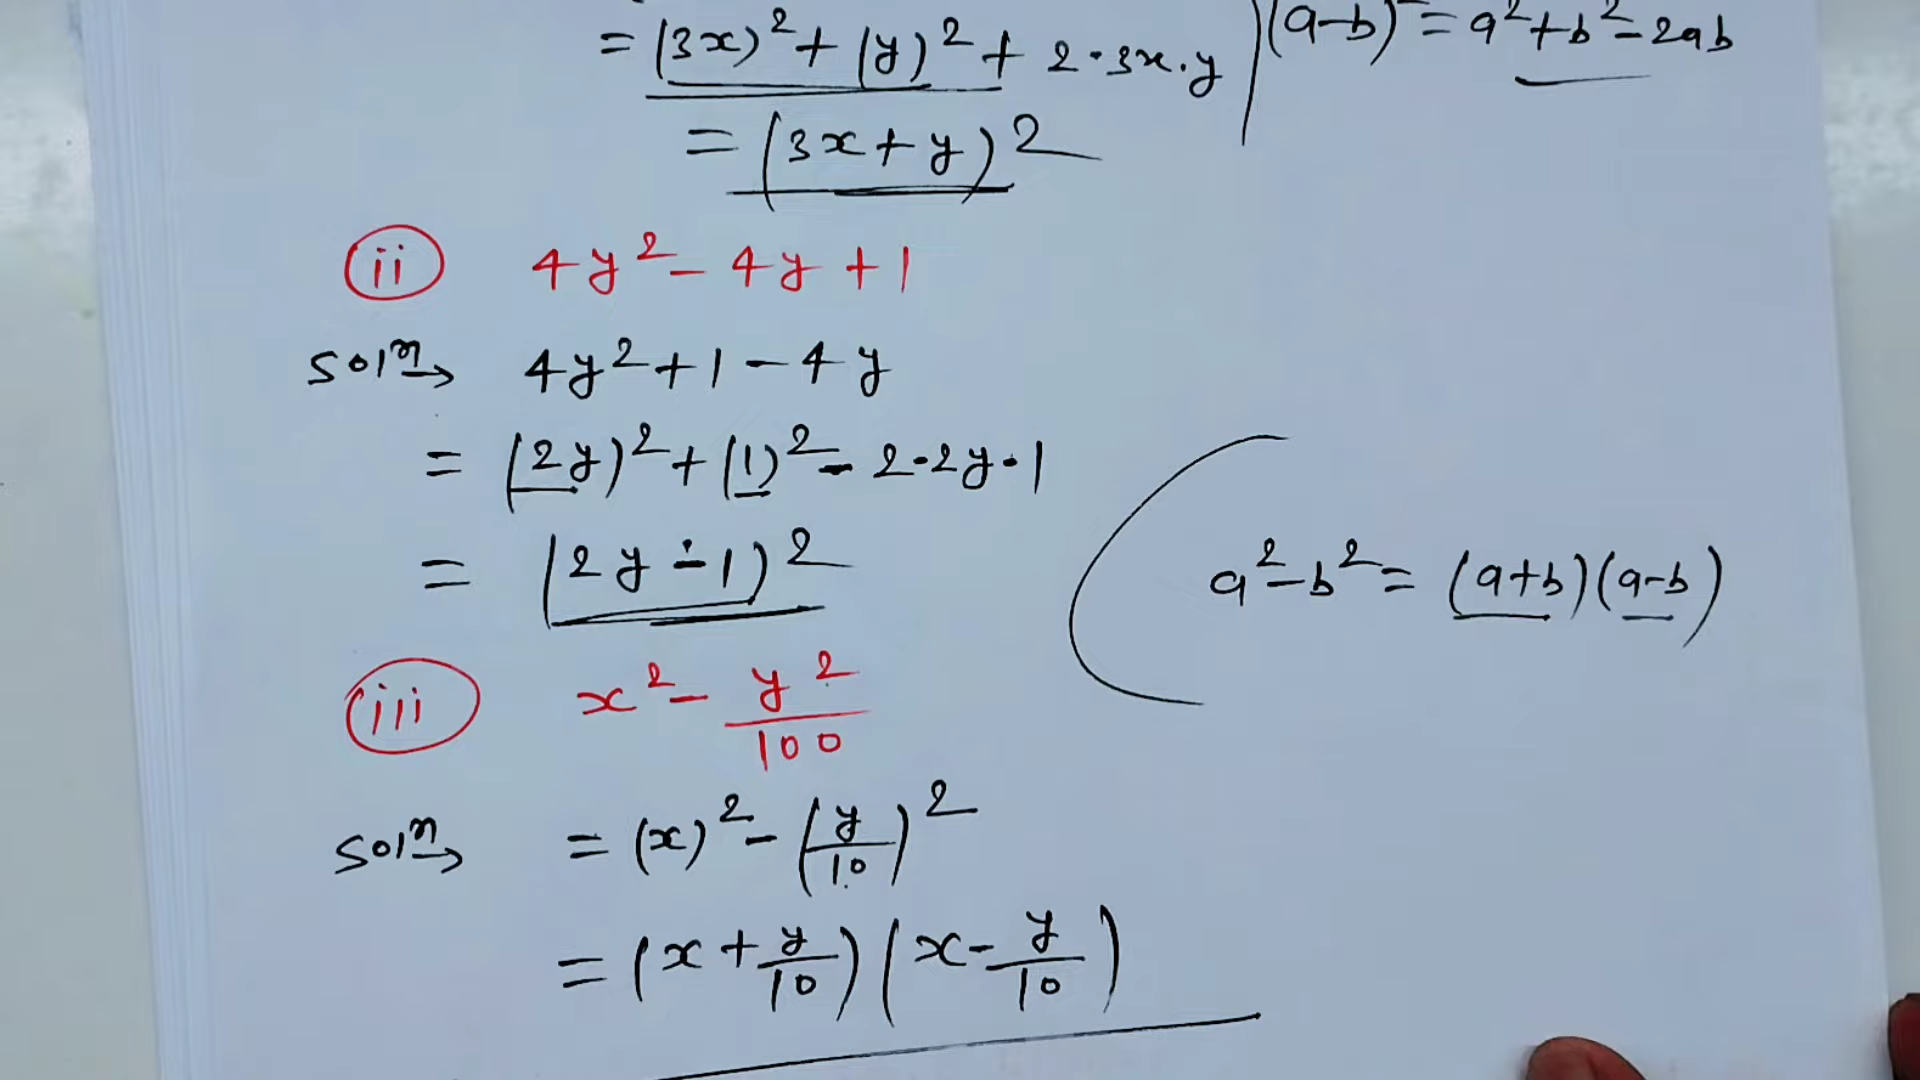 = (3x)² + (y)² + 2·3x·y
(a-b)² = a²+b²-2ab
= (3x+y)²
(ii) 4y² - 4y + 1
Solⁿ→ 4y² + 1 - 4y
= (2y)² + (1)² - 2·2y·1
= (2y-1)²
a²-b² = (a+b)(a-b)
(iii) x² - y²/100
Solⁿ→ = (x)² - (y/10)²
= (x + y/10)(x - y/10)